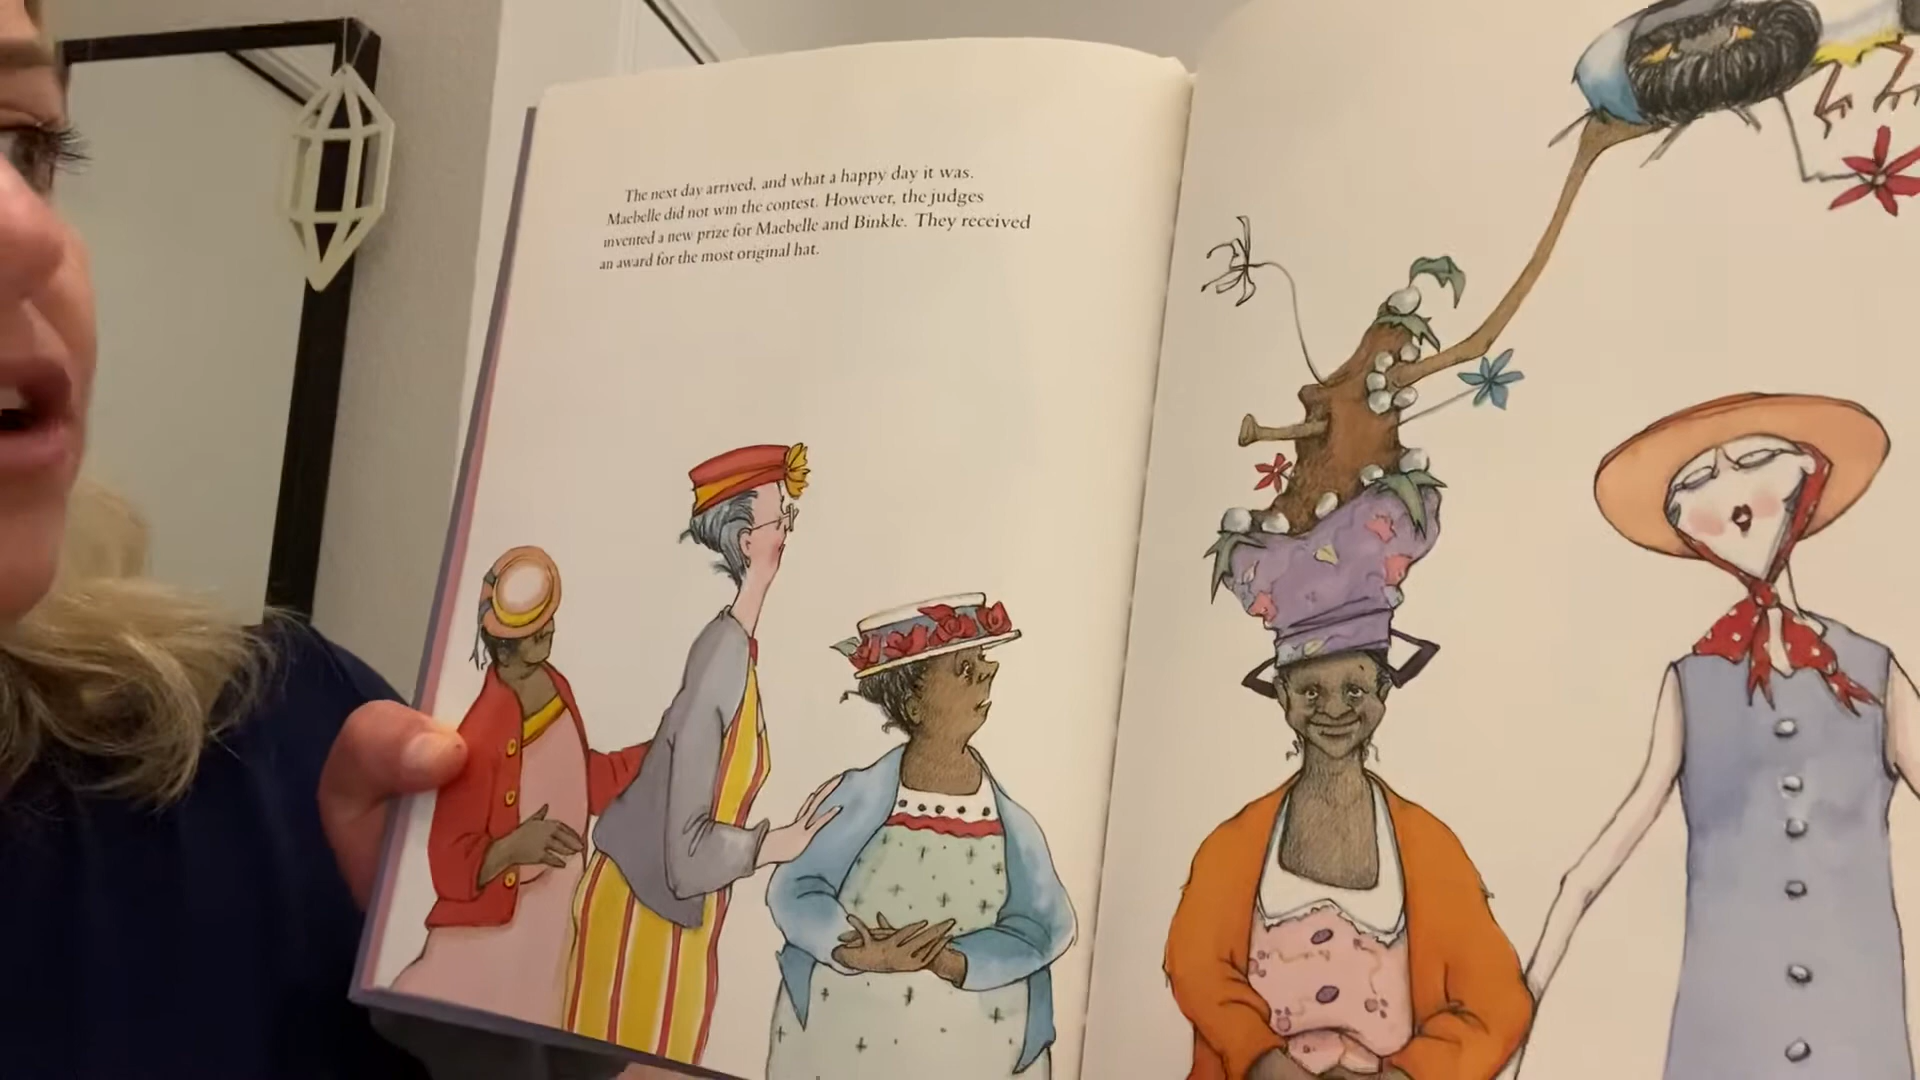 The next day arrived, and what a happy day it was.
Maebelle did not win the contest. However, the judges
invented a new prize for Maebelle and Binkle. They received
an award for the most original hat.